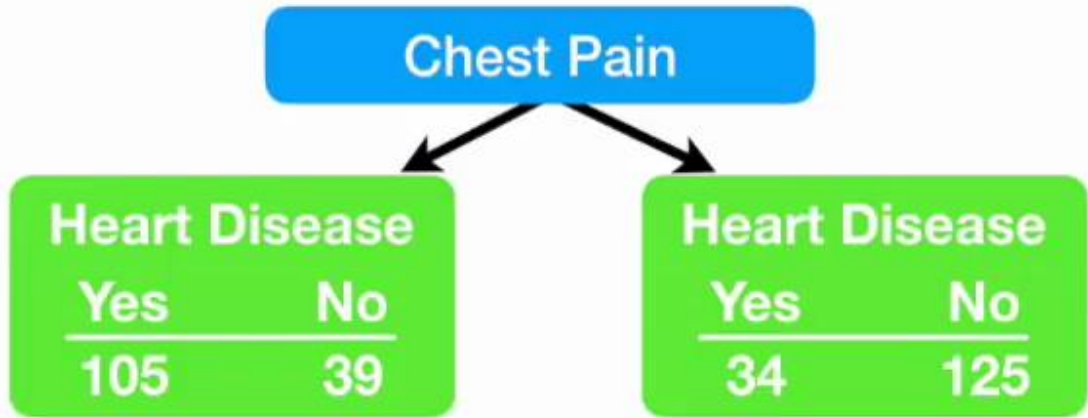 Chest Pain
Heart Disease
Yes No
105 39
Heart Disease
Yes No
34 125